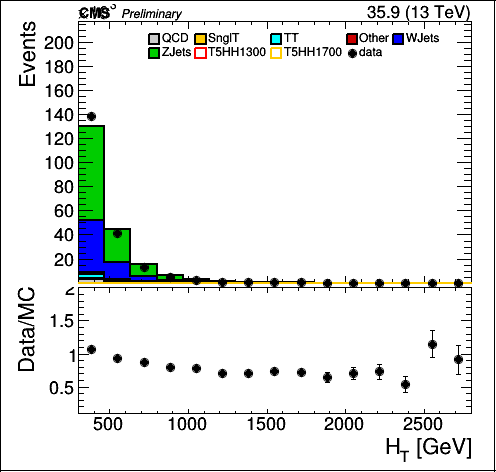 CMS Preliminary 35.9 (13 TeV)
QCD SnglT TT Other WJets
ZJets T5HH1300 T5HH1700 data
Events
200
180
160
140
120
100
80
60
40
20
Data/MC
2
1.5
1
0.5
500 1000 1500 2000 2500
H_T [GeV]